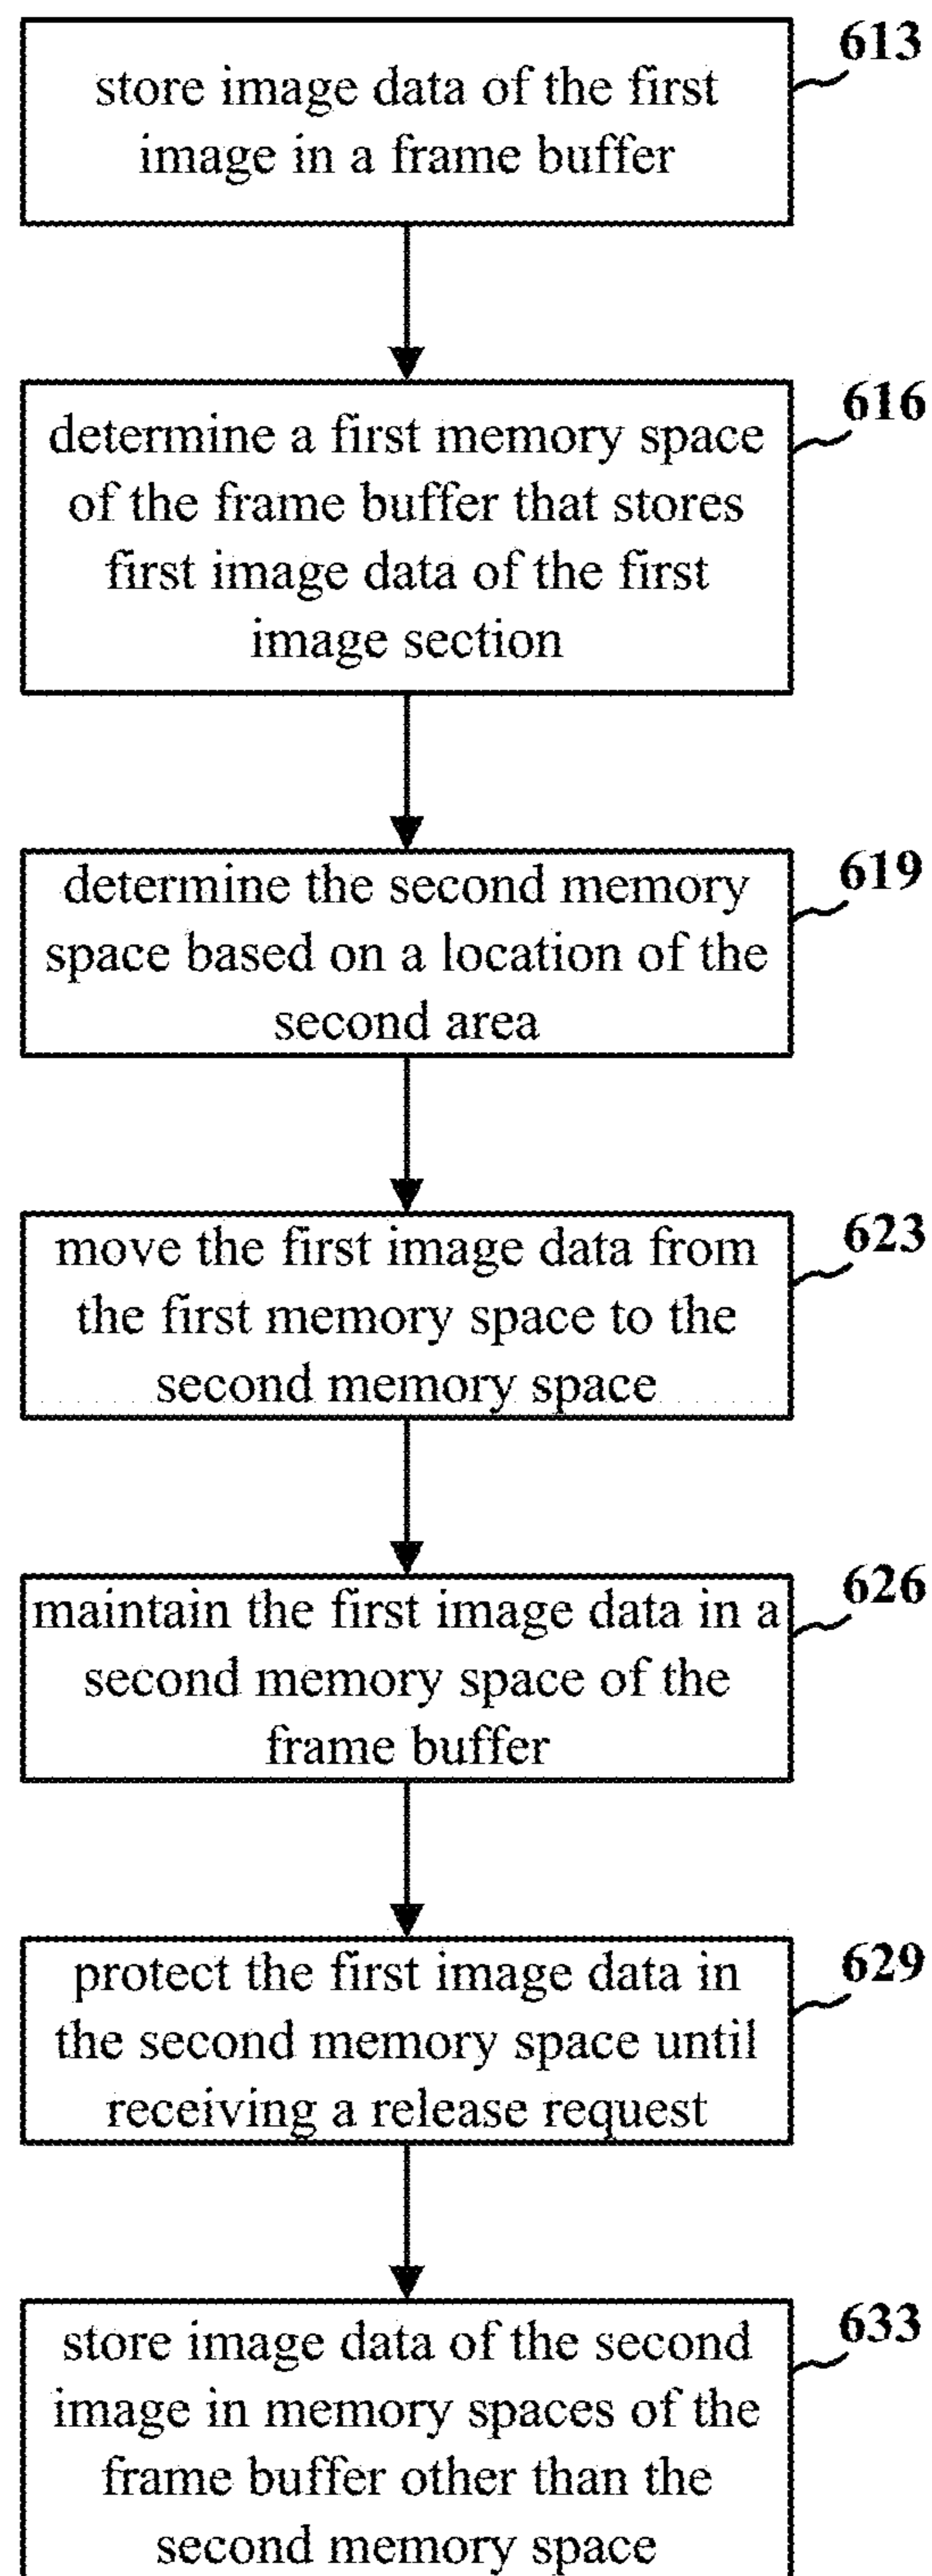 613
store image data of the first
image in a frame buffer
616
determine a first memory space
of the frame buffer that stores
first image data of the first
image section
619
determine the second memory
space based on a location of the
second area
623
move the first image data from
the first memory space to the
second memory space
626
maintain the first image data in a
second memory space of the
frame buffer
629
protect the first image data in
the second memory space until
receiving a release request
633
store image data of the second
image in memory spaces of the
frame buffer other than the
second memory space